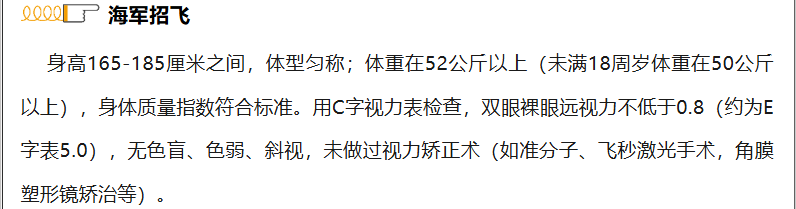 海军招飞
身高165-185厘米之间，体型匀称；体重在52公斤以上（未满18周岁体重在50公斤
以上），身体质量指数符合标准。用C字视力表检查，双眼裸眼远视力不低于0.8（约为E
字表5.0），无色盲、色弱、斜视，未做过视力矫正术（如准分子、飞秒激光手术，角膜
塑形镜矫治等）。